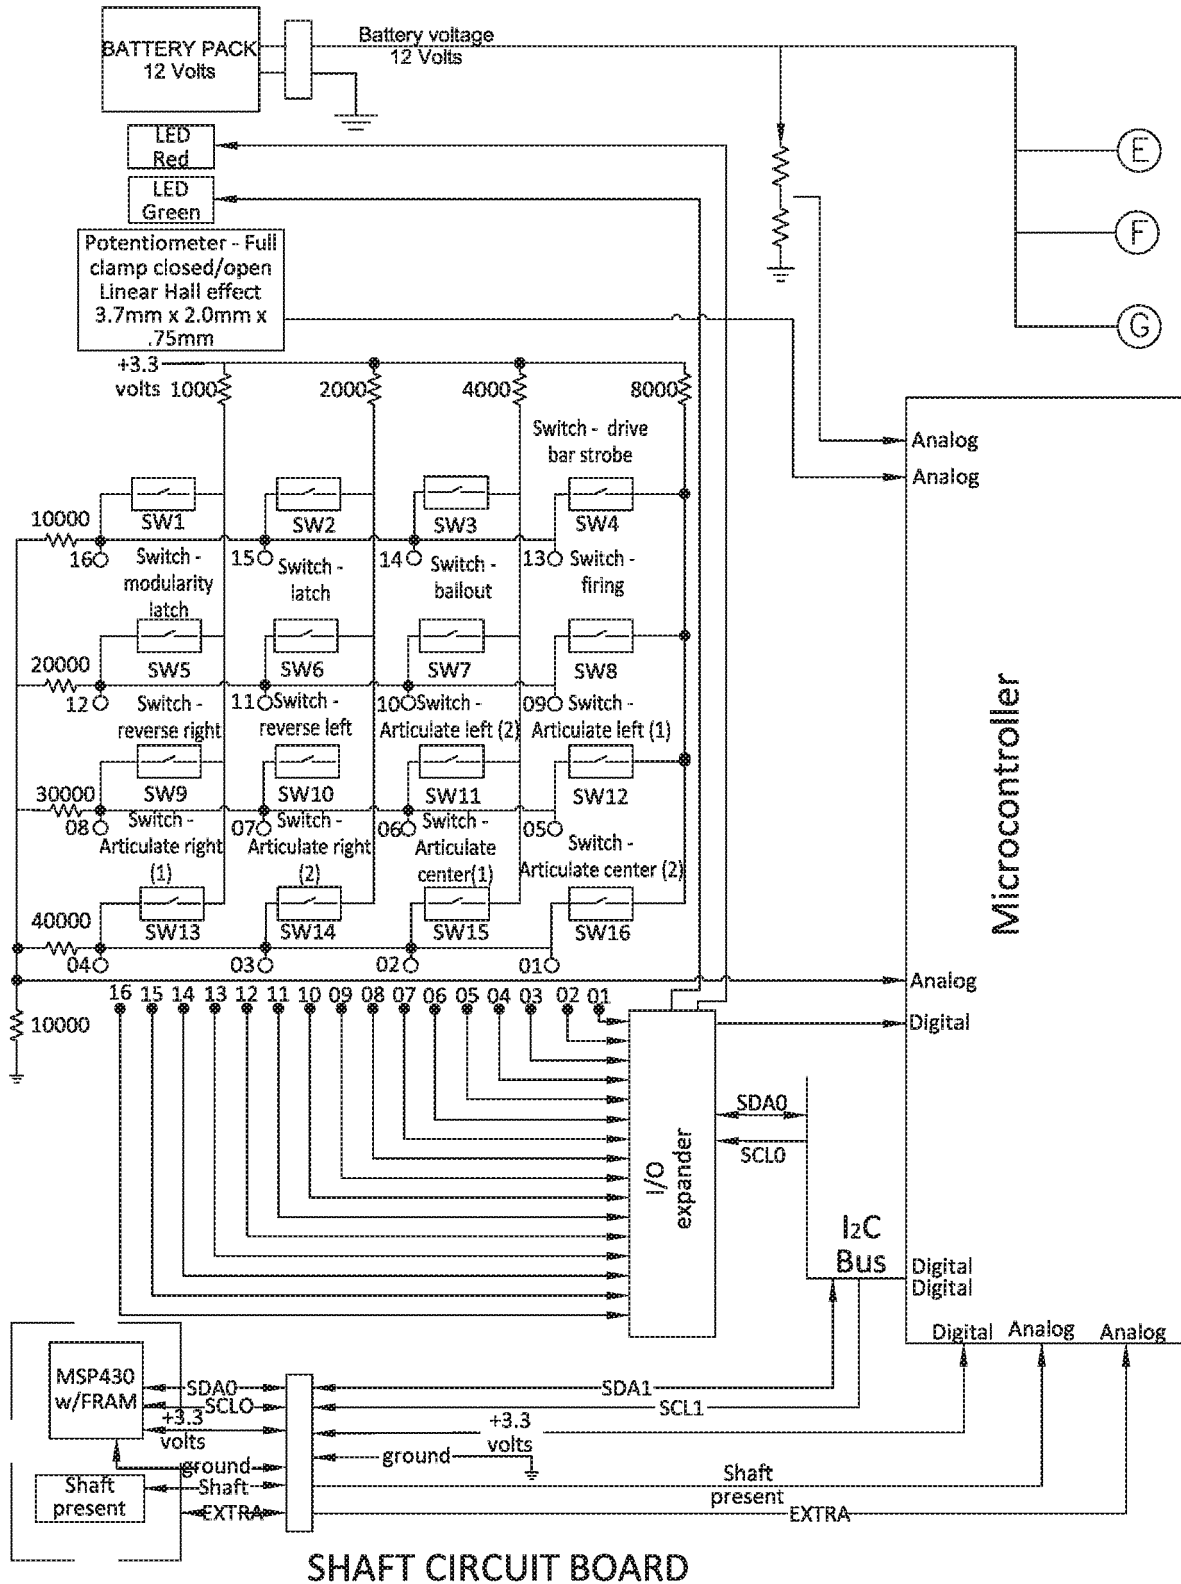 BATTERY PACK
12 Volts
Battery voltage
12 Volts
LED
Red
LED
Green
E
F
G
Potentiometer - Full
clamp closed/open
Linear Hall effect
3.7mm x 2.0mm x
.75mm
+3.3
volts
1000
2000
4000
8000
Switch - drive
bar strobe
Analog
Analog
SW1
SW2
SW3
SW4
10000
16
15
14
13
Switch -
modularity
latch
Switch -
latch
Switch -
bailout
Switch -
firing
SW5
SW6
SW7
SW8
20000
12
11
10
09
Switch -
reverse right
Switch -
reverse left
Switch -
Articulate left (2)
Switch -
Articulate left (1)
SW9
SW10
SW11
SW12
30000
08
07
06
05
Switch -
Articulate right
(1)
Switch -
Articulate right
(2)
Switch -
Articulate
center(1)
Switch -
Articulate center (2)
SW13
SW14
SW15
SW16
40000
04
03
02
01
Microcontroller
Analog
Digital
16 15 14 13 12 11 10 09 08 07 06 05 04 03 02 01
10000
I/O
expander
SDA0
SCL0
I2C
Bus
Digital
Digital
Digital
Analog
Analog
MSP430
w/FRAM
SDA0
SCLO
+3.3
volts
ground
Shaft
EXTRA
Shaft
present
SDA1
SCL1
+3.3
volts
ground
Shaft
present
EXTRA
SHAFT CIRCUIT BOARD